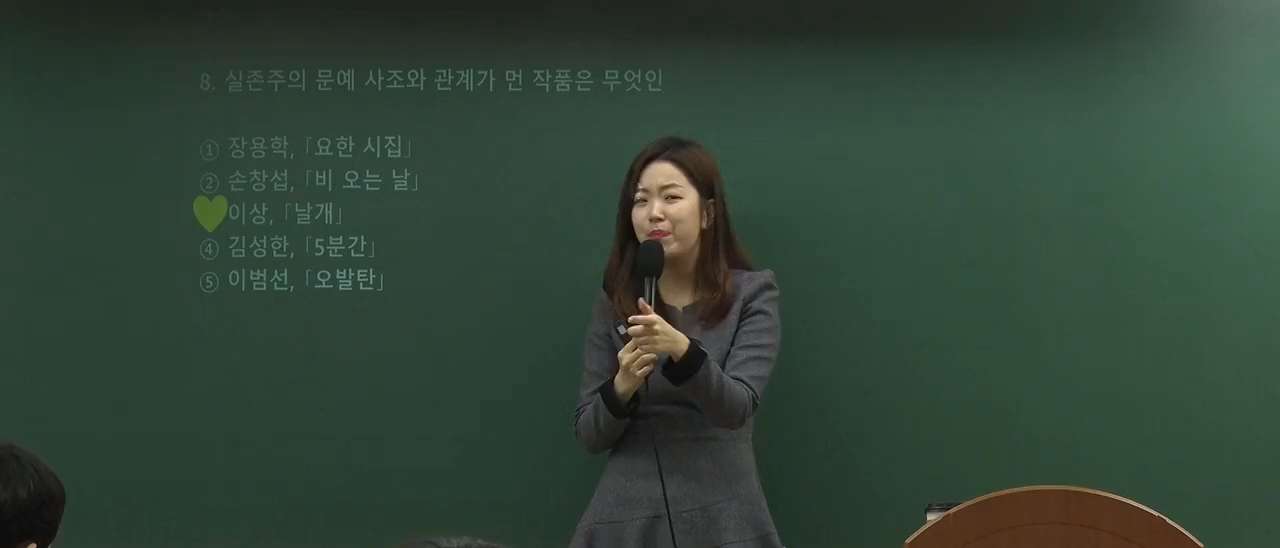 8. 실존주의 문예 사조와 관계가 먼 작품은 무엇인
① 장용학, 「요한 시집」
② 손창섭, 「비 오는 날」
이상, 「날개」
④ 김성한, 「5분간」
⑤ 이범선, 「오발탄」